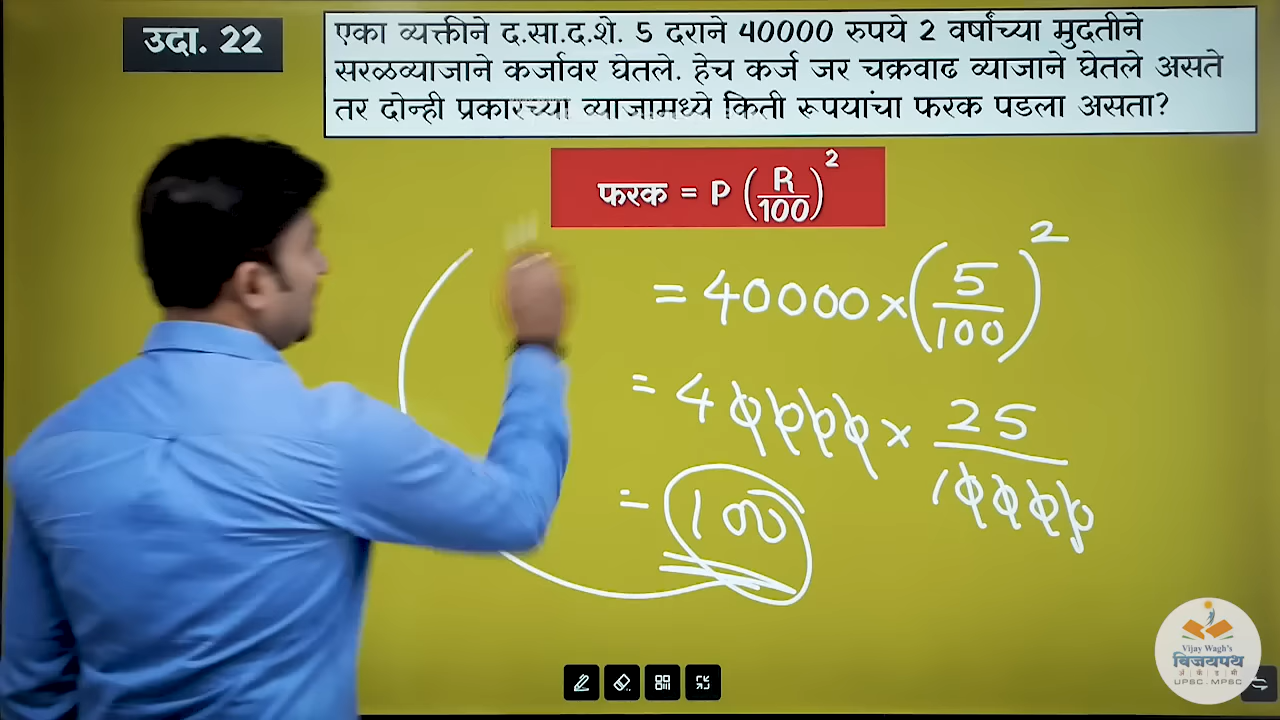 उदा. 22
एका व्यक्तीने द.सा.द.शे. 5 दराने 40000 रुपये 2 वर्षांच्या मुदतीने
सरळव्याजाने कर्जावर घेतले. हेच कर्ज जर चक्रवाढ व्याजाने घेतले असते
तर दोन्ही प्रकारच्या व्याजामध्ये किती रूपयांचा फरक पडला असता?
फरक = P (R/100)²
= 40000 × (5/100)²
= 40000 × 25/10000
= 100
Vijay Wagh's
विजयपथ
अॅकॅडमी
UPSC - MPSC